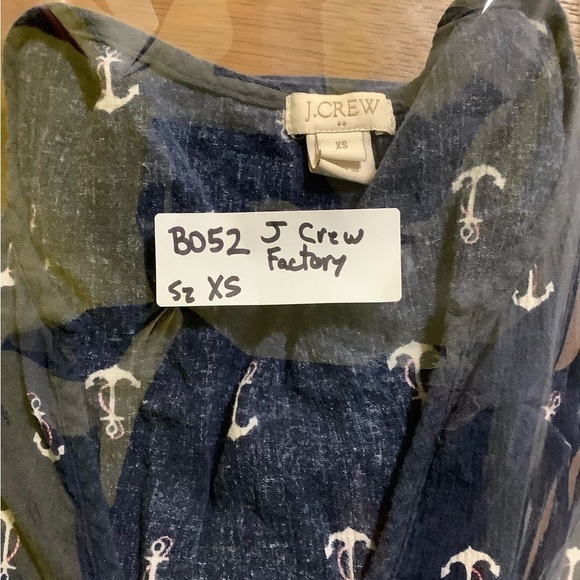 J.CREW
XS
B052 J Crew
Factory
Sz XS